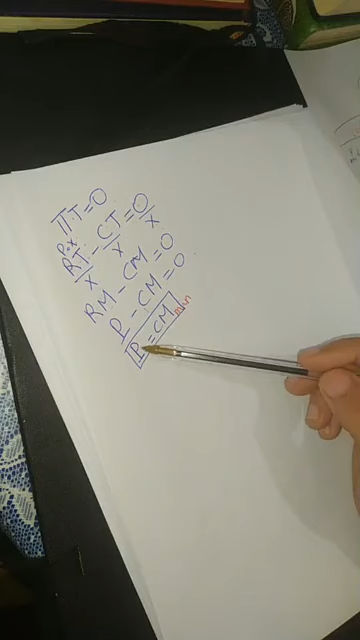 ΠT=0
P.x
RT/x - CT/x = 0/x
RM - CM = 0
P - CM = 0
P = CM min